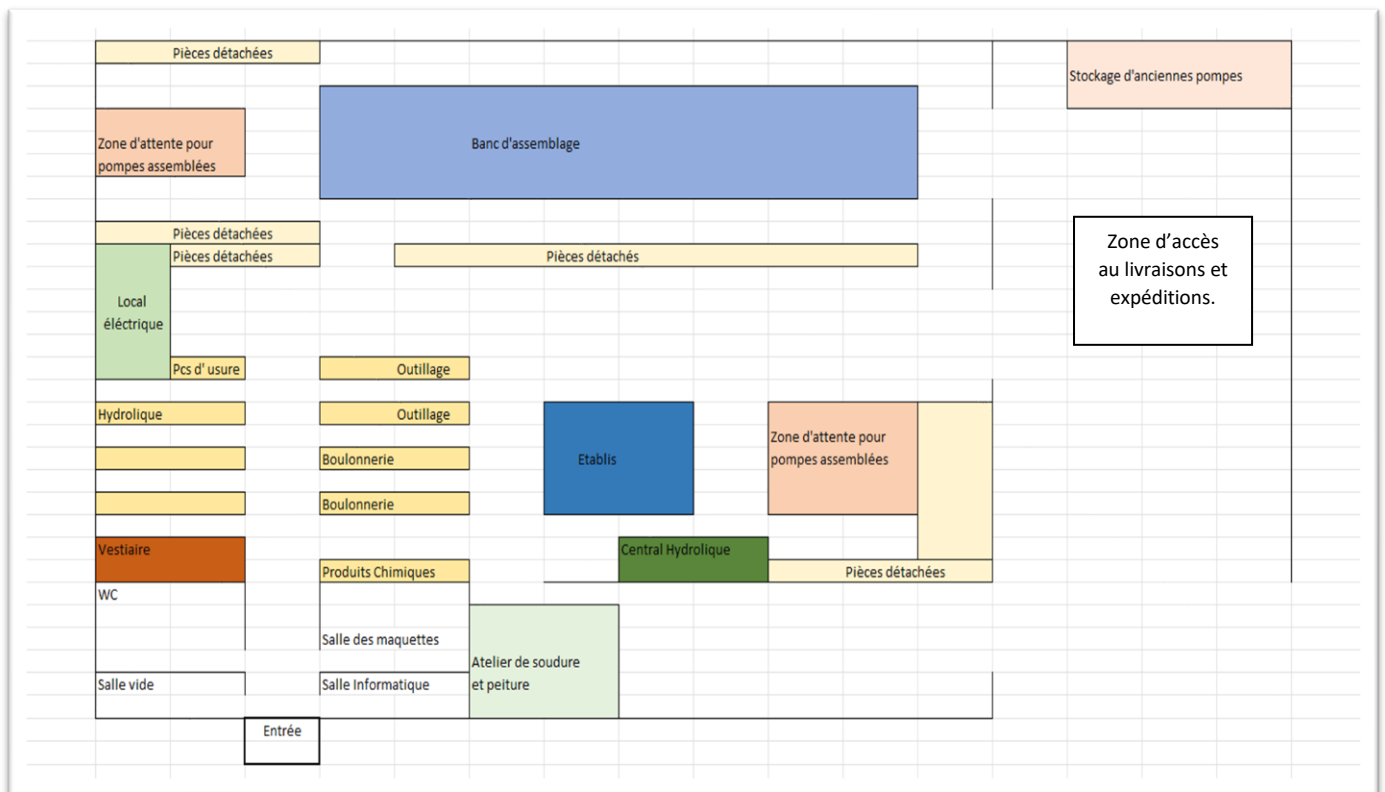 Pièces détachées
Stockage d'anciennes pompes
Zone d'attente pour
pompes assemblées
Banc d'assemblage
Pièces détachées
Pièces détachées
Pièces détachés
Zone d'accès
au livraisons et
expéditions.
Local
éléctrique
Pcs d' usure
Outillage
Hydrolique
Outillage
Zone d'attente pour
pompes assemblées
Boulonnerie
Etablis
Boulonnerie
Vestiaire
Central Hydrolique
Produits Chimiques
Pièces détachées
WC
Salle des maquettes
Atelier de soudure
et peiture
Salle vide
Salle Informatique
Entrée